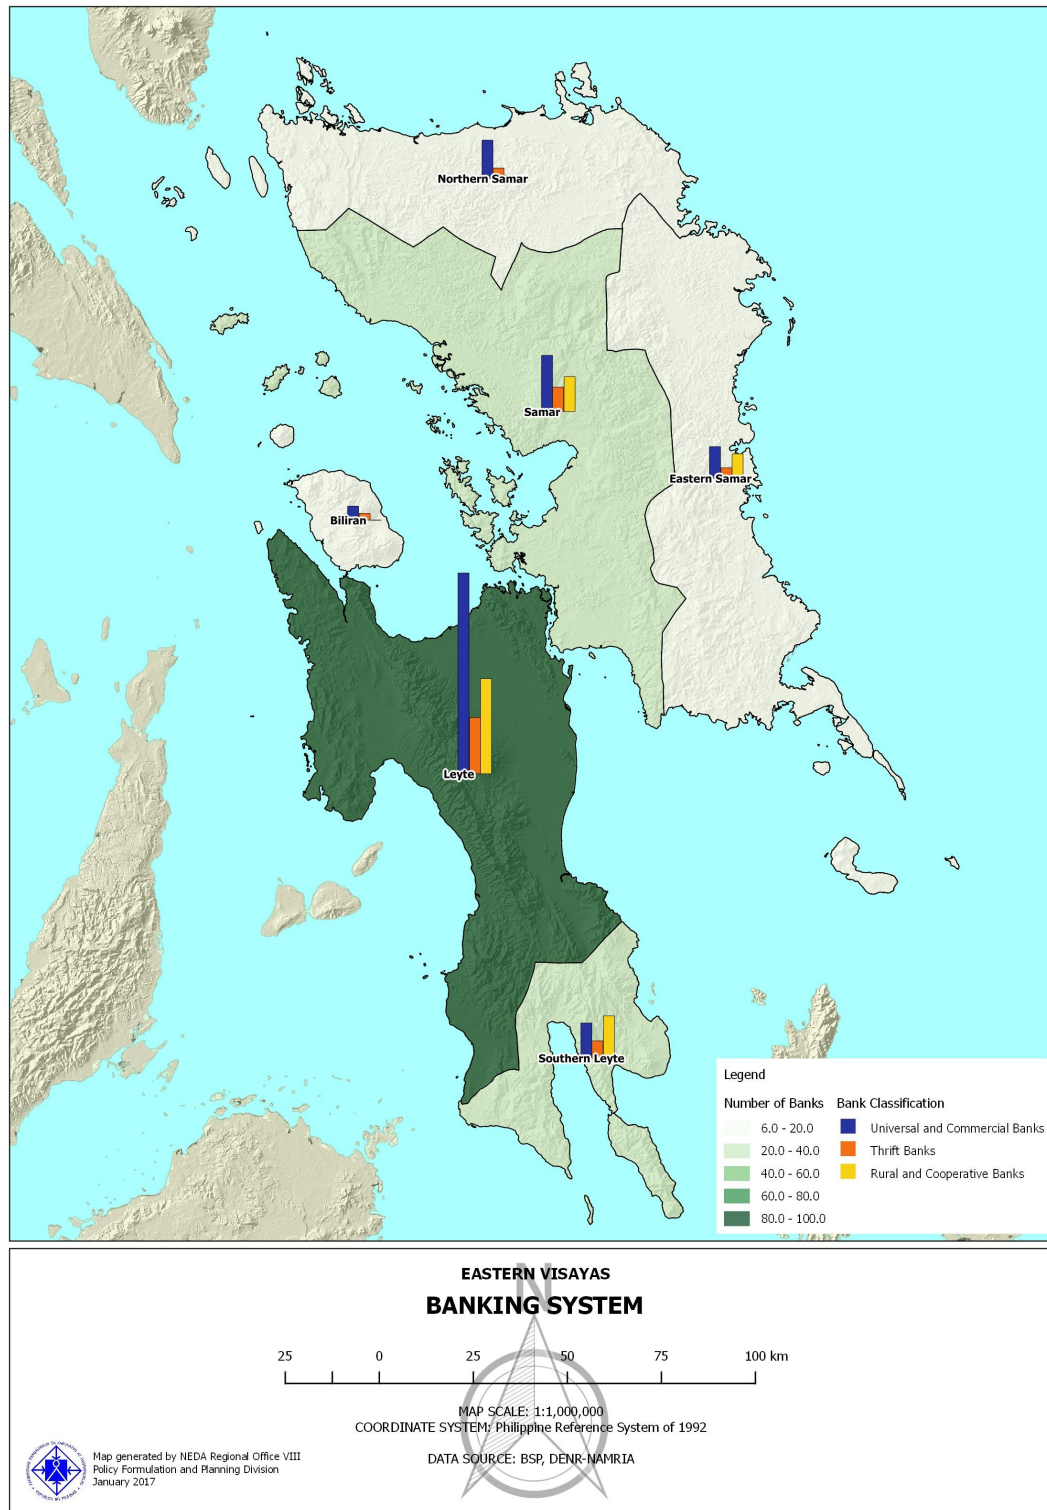 Northern Samar
Samar
Eastern Samar
Biliran
Leyte
Southern Leyte
Legend
Number of Banks
6.0 - 20.0
20.0 - 40.0
40.0 - 60.0
60.0 - 80.0
80.0 - 100.0
Bank Classification
Universal and Commercial Banks
Thrift Banks
Rural and Cooperative Banks
N
EASTERN VISAYAS
BANKING SYSTEM
25 0 25 50 75 100 km
MAP SCALE: 1:1,000,000
COORDINATE SYSTEM: Philippine Reference System of 1992
DATA SOURCE: BSP, DENR-NAMRIA
Map generated by NEDA Regional Office VIII
Policy Formulation and Planning Division
January 2017